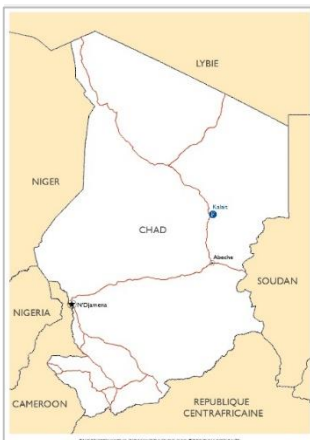 LYBIE
NIGER
Kalait
CHAD
Abeche
SOUDAN
NIGERIA
N'Djamena
CAMEROON
REPUBLIQUE
CENTRAFRICAINE